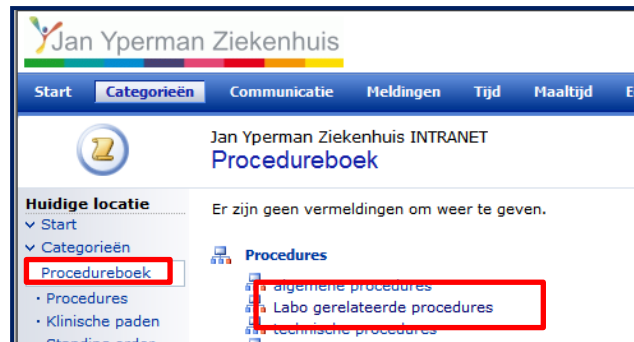 Jan Yperman Ziekenhuis
Start Categorieën Communicatie Meldingen Tijd Maaltijd
Jan Yperman Ziekenhuis INTRANET
Procedureboek
Huidige locatie
Start
Categorieën
Procedureboek
· Procedures
· Klinische paden
Er zijn geen vermeldingen om weer te geven.
Procedures
algemene procedures
Labo gerelateerde procedures
technische procedures